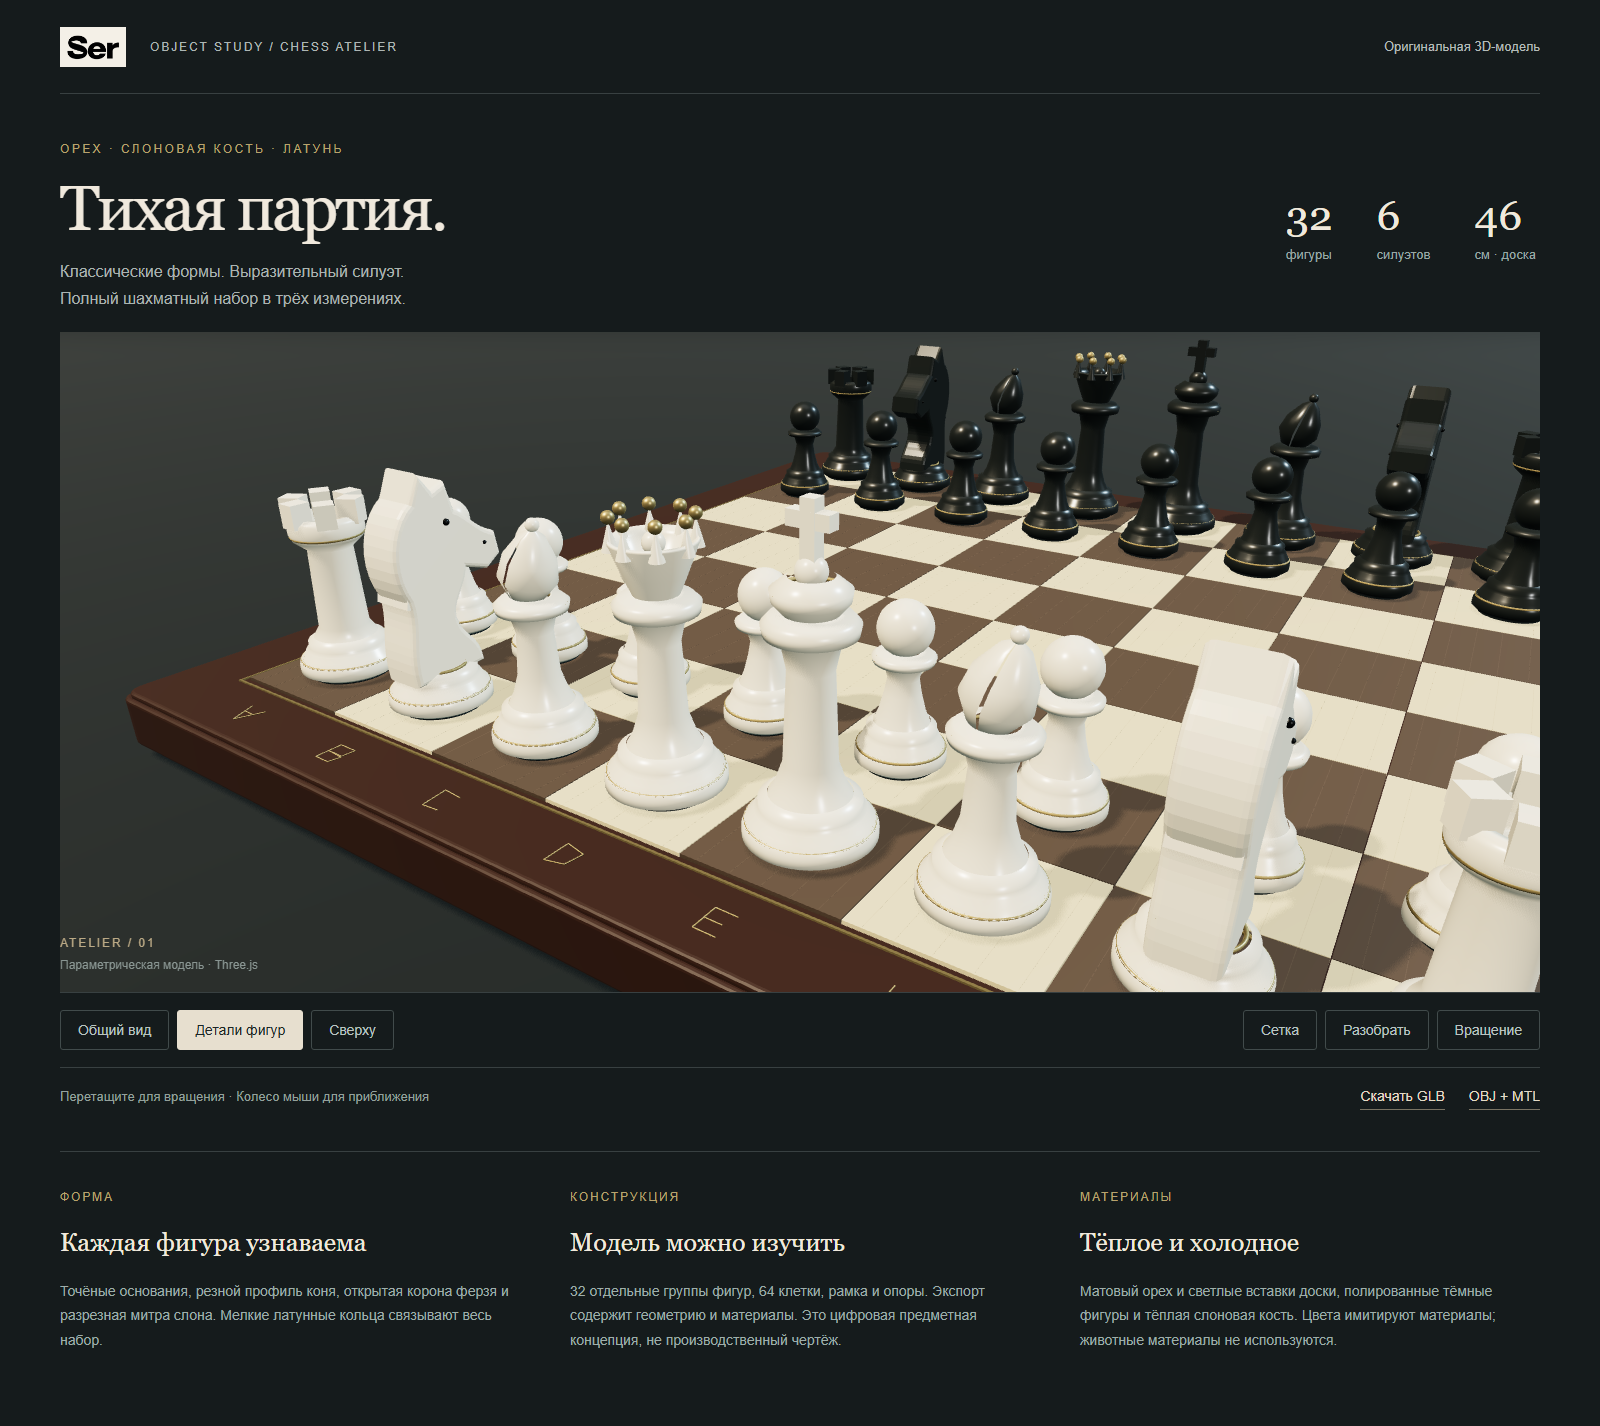 Ser
OBJECT STUDY / CHESS ATELIER
Оригинальная 3D-модель
ОРЕХ · СЛОНОВАЯ КОСТЬ · ЛАТУНЬ
Тихая партия.
Классические формы. Выразительный силуэт.
Полный шахматный набор в трёх измерениях.
32
фигуры
6
силуэтов
46
см · доска
A
B
C
D
E
ATELIER / 01
Параметрическая модель · Three.js
Общий вид
Детали фигур
Сверху
Сетка
Разобрать
Вращение
Перетащите для вращения · Колесо мыши для приближения
Скачать GLB
OBJ + MTL
ФОРМА
Каждая фигура узнаваема
Точёные основания, резной профиль коня, открытая корона ферзя и
разрезная митра слона. Мелкие латунные кольца связывают весь
набор.
КОНСТРУКЦИЯ
Модель можно изучить
32 отдельные группы фигур, 64 клетки, рамка и опоры. Экспорт
содержит геометрию и материалы. Это цифровая предметная
концепция, не производственный чертёж.
МАТЕРИАЛЫ
Тёплое и холодное
Матовый орех и светлые вставки доски, полированные тёмные
фигуры и тёплая слоновая кость. Цвета имитируют материалы;
животные материалы не используются.